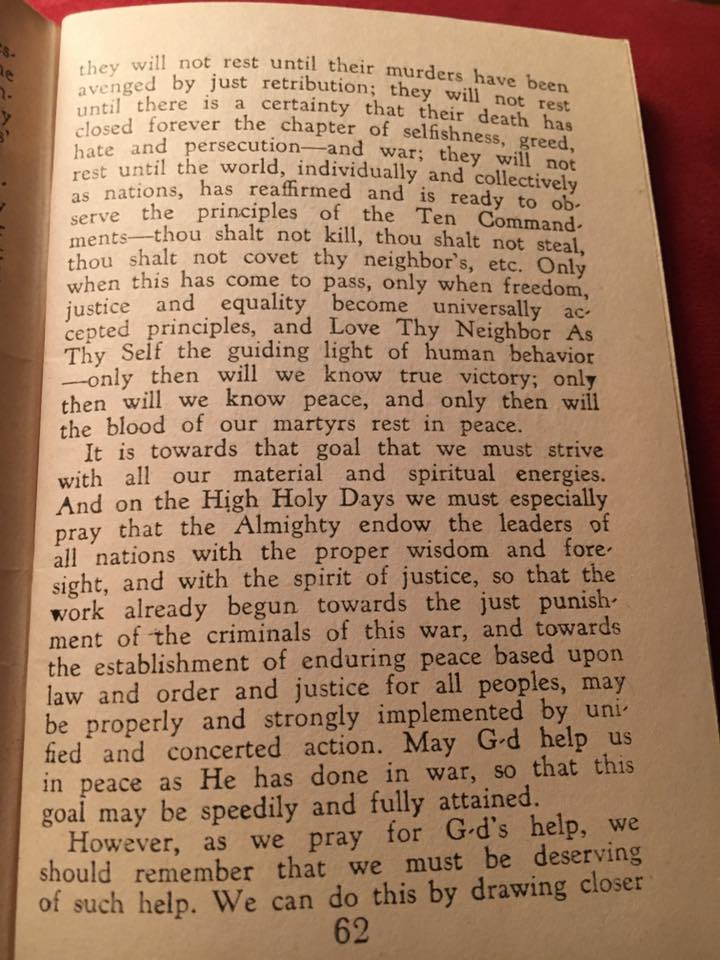 they will not rest until their murders have been
avenged by just retribution; they will not rest
until there is a certainty that their death has
closed forever the chapter of selfishness, greed,
hate and persecution—and war; they will not
rest until the world, individually and collectively
as nations, has reaffirmed and is ready to ob-
serve the principles of the Ten Command-
ments—thou shalt not kill, thou shalt not steal,
thou shalt not covet thy neighbor's, etc. Only
when this has come to pass, only when freedom,
justice and equality become universally ac-
cepted principles, and Love Thy Neighbor As
Thy Self the guiding light of human behavior
—only then will we know true victory; only
then will we know peace, and only then will
the blood of our martyrs rest in peace.
It is towards that goal that we must strive
with all our material and spiritual energies.
And on the High Holy Days we must especially
pray that the Almighty endow the leaders of
all nations with the proper wisdom and fore-
sight, and with the spirit of justice, so that the
work already begun towards the just punish-
ment of the criminals of this war, and towards
the establishment of enduring peace based upon
law and order and justice for all peoples, may
be properly and strongly implemented by uni-
fied and concerted action. May G-d help us
in peace as He has done in war, so that this
goal may be speedily and fully attained.
However, as we pray for G-d's help, we
should remember that we must be deserving
of such help. We can do this by drawing closer
62